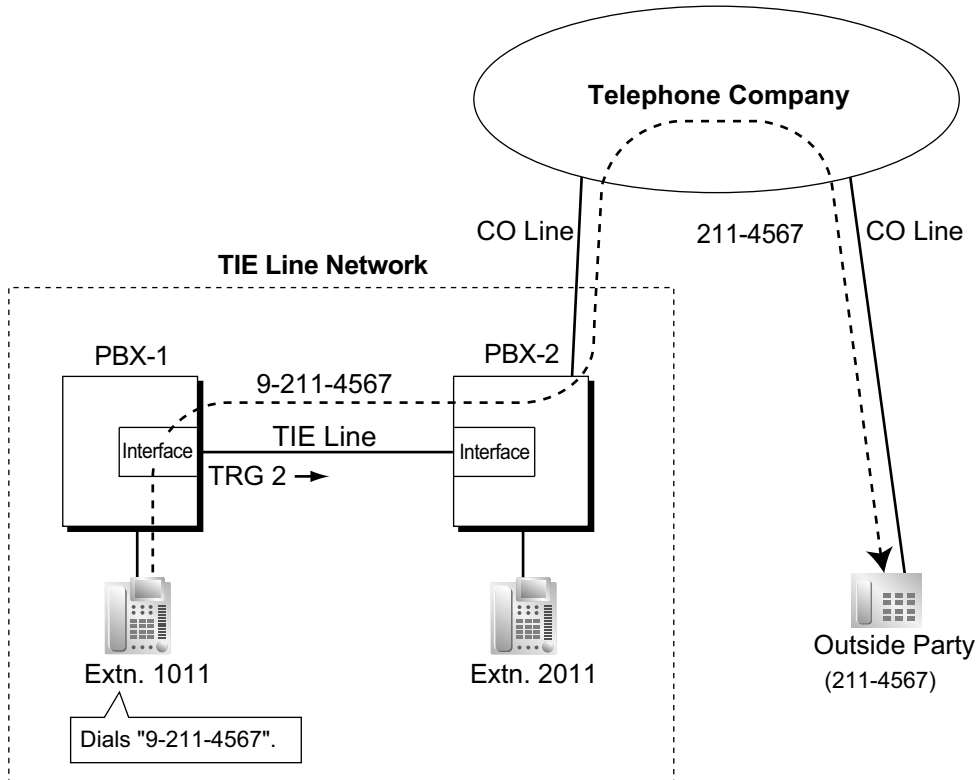 Telephone Company
CO Line
211-4567
CO Line
TIE Line Network
PBX-1
PBX-2
9-211-4567
Interface
TIE Line
Interface
TRG 2
Extn. 1011
Extn. 2011
Outside Party
(211-4567)
Dials "9-211-4567".